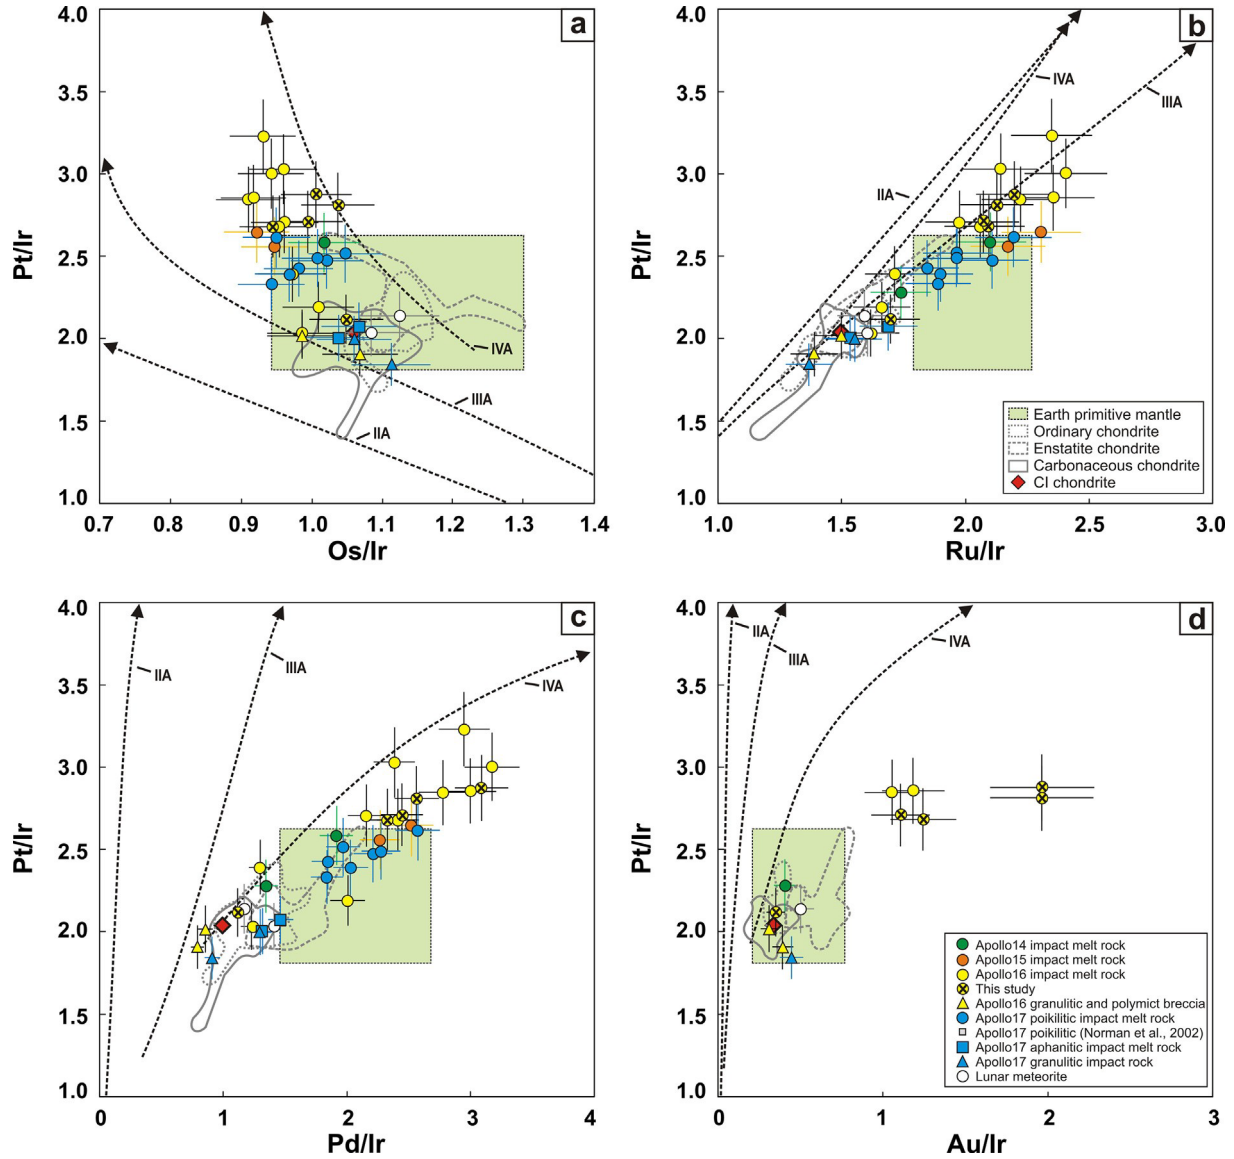 a
4.0
3.5
3.0
2.5
2.0
1.5
1.0
Pt/Ir
IVA
IIIA
IIA
0.7
0.8
0.9
1.0
1.1
1.2
1.3
1.4
Os/Ir
b
4.0
3.5
3.0
2.5
2.0
1.5
1.0
Pt/Ir
IVA
IIIA
IIA
Earth primitive mantle
Ordinary chondrite
Enstatite chondrite
Carbonaceous chondrite
CI chondrite
1.0
1.5
2.0
2.5
3.0
Ru/Ir
c
4.0
3.5
3.0
2.5
2.0
1.5
1.0
Pt/Ir
IIA
IIIA
IVA
0
1
2
3
4
Pd/Ir
d
4.0
3.5
3.0
2.5
2.0
1.5
1.0
Pt/Ir
IIA
IIIA
IVA
Apollo14 impact melt rock
Apollo15 impact melt rock
Apollo16 impact melt rock
This study
Apollo16 granulitic and polymict breccia
Apollo17 poikilitic impact melt rock
Apollo17 poikilitic (Norman et al., 2002)
Apollo17 aphanitic impact melt rock
Apollo17 granulitic impact rock
Lunar meteorite
0
1
2
3
Au/Ir